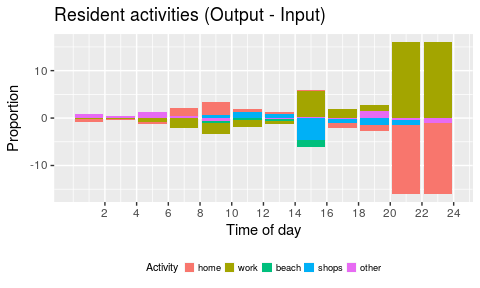 Resident activities (Output - Input)
Proportion
10
0
-10
2 4 6 8 10 12 14 16 18 20 22 24
Time of day
Activity home work beach shops other